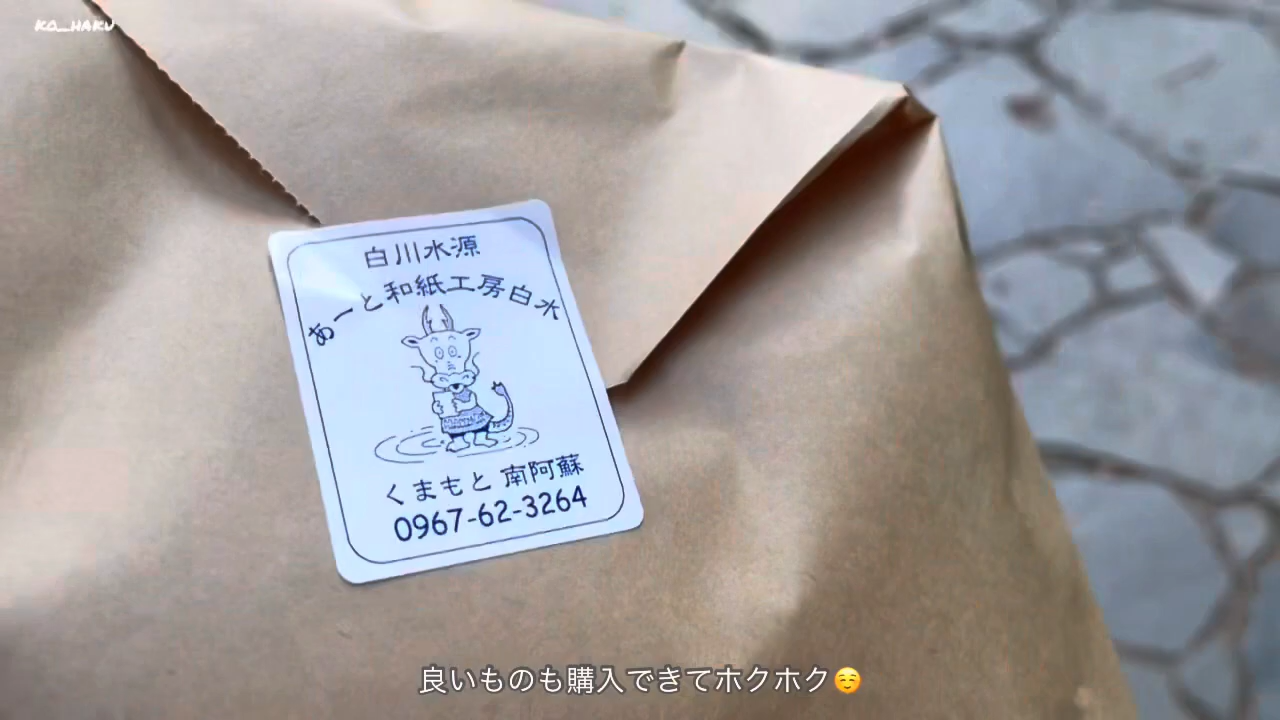 KO_HAKU
白川水源
あーと和紙工房白水
くまもと 南阿蘇
0967-62-3264
良いものも購入できてホクホク☺️